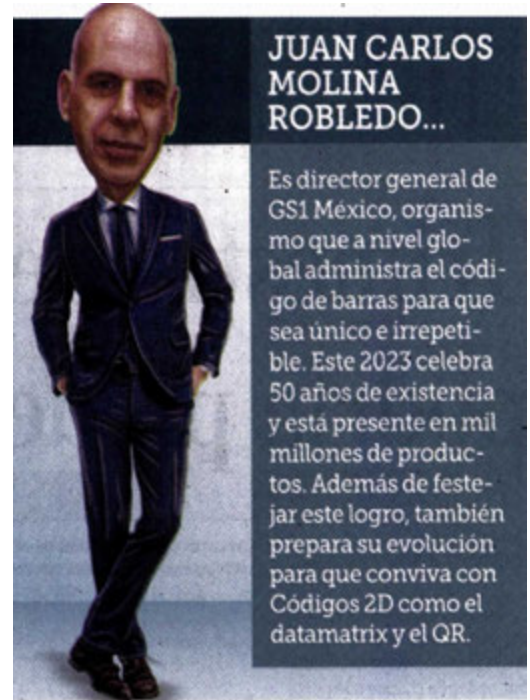 JUAN CARLOS
MOLINA
ROBLEDO...
Es director general de
GS1 México, organis-
mo que a nivel glo-
bal administra el códi-
go de barras para que
sea único e irrepeti-
ble. Este 2023 celebra
50 años de existencia
y está presente en mil
millones de produc-
tos. Además de feste-
jar este logro, también
prepara su evolución
para que conviva con
Códigos 2D como el
datamatrix y el QR.